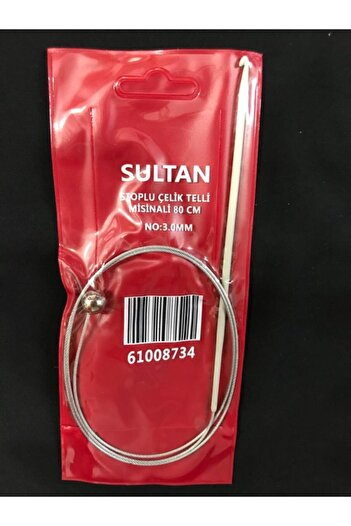 SULTAN
STOPLU ÇELİK TELLİ
MİSİNALİ 80 CM
NO:3.0MM
61008734